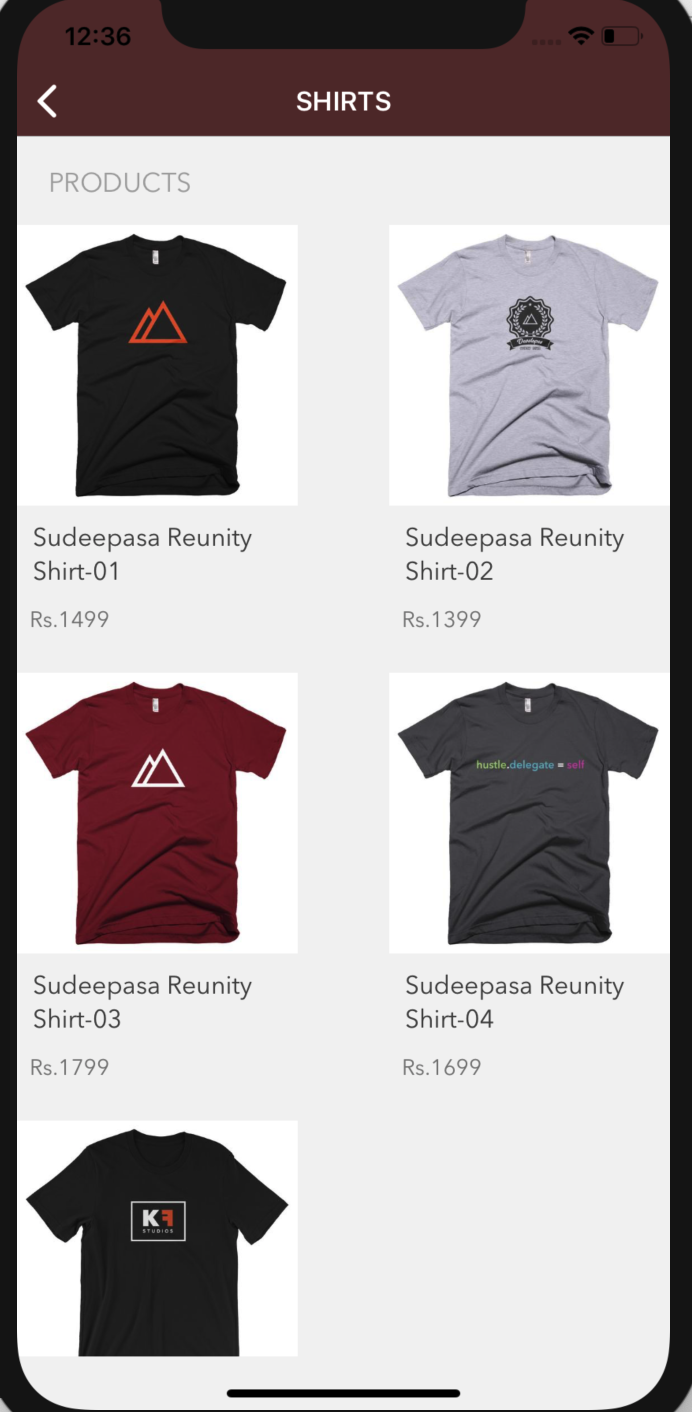 12:36
SHIRTS
PRODUCTS
Developer
Sudeepasa Reunity
Shirt-01
Rs.1499
Sudeepasa Reunity
Shirt-02
Rs.1399
hustle.delegate = self
Sudeepasa Reunity
Shirt-03
Rs.1799
Sudeepasa Reunity
Shirt-04
Rs.1699
KF
STUDIOS